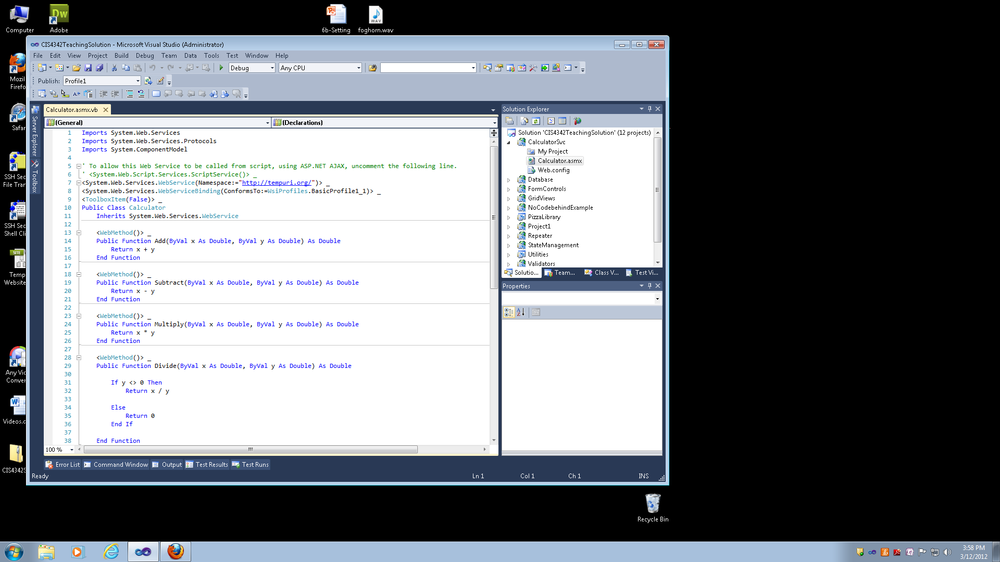 Computer
Adobe
6b-Setting
foghorn.wav
CIS4342TeachingSolution - Microsoft Visual Studio (Administrator)
File Edit View Project Build Debug Team Data Tools Test Window Help
Debug Any CPU
Publish: Profile1
Server Explorer
Toolbox
Calculator.asmx.vb
(General) (Declarations)
1 Imports System.Web.Services
2 Imports System.Web.Services.Protocols
3 Imports System.ComponentModel
4
5 ' To allow this Web Service to be called from script, using ASP.NET AJAX, uncomment the following line.
6 ' <System.Web.Script.Services.ScriptService()> _
7 <System.Web.Services.WebService(Namespace:="http://tempuri.org/")> _
8 <System.Web.Services.WebServiceBinding(ConformsTo:=WsiProfiles.BasicProfile1_1)> _
9 <ToolboxItem(False)> _
10 Public Class Calculator
11 Inherits System.Web.Services.WebService
12
13 <WebMethod()> _
14 Public Function Add(ByVal x As Double, ByVal y As Double) As Double
15 Return x + y
16 End Function
17
18 <WebMethod()> _
19 Public Function Subtract(ByVal x As Double, ByVal y As Double) As Double
20 Return x - y
21 End Function
22
23 <WebMethod()> _
24 Public Function Multiply(ByVal x As Double, ByVal y As Double) As Double
25 Return x * y
26 End Function
27
28 <WebMethod()> _
29 Public Function Divide(ByVal x As Double, ByVal y As Double) As Double
30
31 If y <> 0 Then
32 Return x / y
33
34 Else
35 Return 0
36 End If
37
38 End Function
100 %
Solution Explorer
Solution 'CIS4342TeachingSolution' (12 projects)
CalculatorSvc
My Project
Calculator.asmx
Web.config
Database
FormControls
GridViews
NoCodebehindExample
PizzaLibrary
Project1
Repeater
StateManagement
Utilities
Validators
Solutio... Team... Class V... Test Vi...
Properties
Error List Command Window Output Test Results Test Runs
Ready Ln 1 Col 1 Ch 1 INS
Mozil
Firefo
Safar
SSH Sec
File Tran
SSH Sec
Shell Cli
SITE
Temp
Website
Any Vid
Conver
Videos.d
CIS4342S
Recycle Bin
3:58 PM
3/12/2012